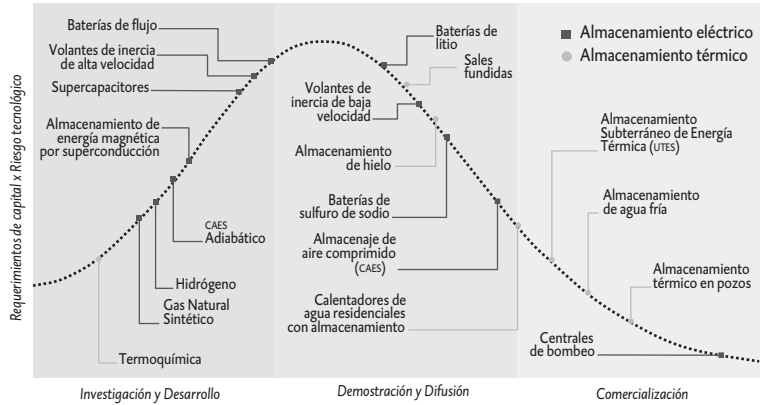 Requerimientos de capital x Riesgo tecnológico
Baterías de flujo
Volantes de inercia
de alta velocidad
Supercapacitores
Almacenamiento de
energía magnética
por superconducción
CAES
Adiabático
Hidrógeno
Gas Natural
Sintético
Termoquímica
Baterías de
litio
Sales
fundidas
Volantes de
inercia de baja
velocidad
Almacenamiento
de hielo
Baterías de
sulfuro de sodio
Almacenaje de
aire comprimido
(CAES)
Calentadores de
agua residenciales
con almacenamiento
Almacenamiento eléctrico
Almacenamiento térmico
Almacenamiento
Subterráneo de Energía
Térmica (UTES)
Almacenamiento
de agua fría
Almacenamiento
térmico en pozos
Centrales
de bombeo
Investigación y Desarrollo
Demostración y Difusión
Comercialización